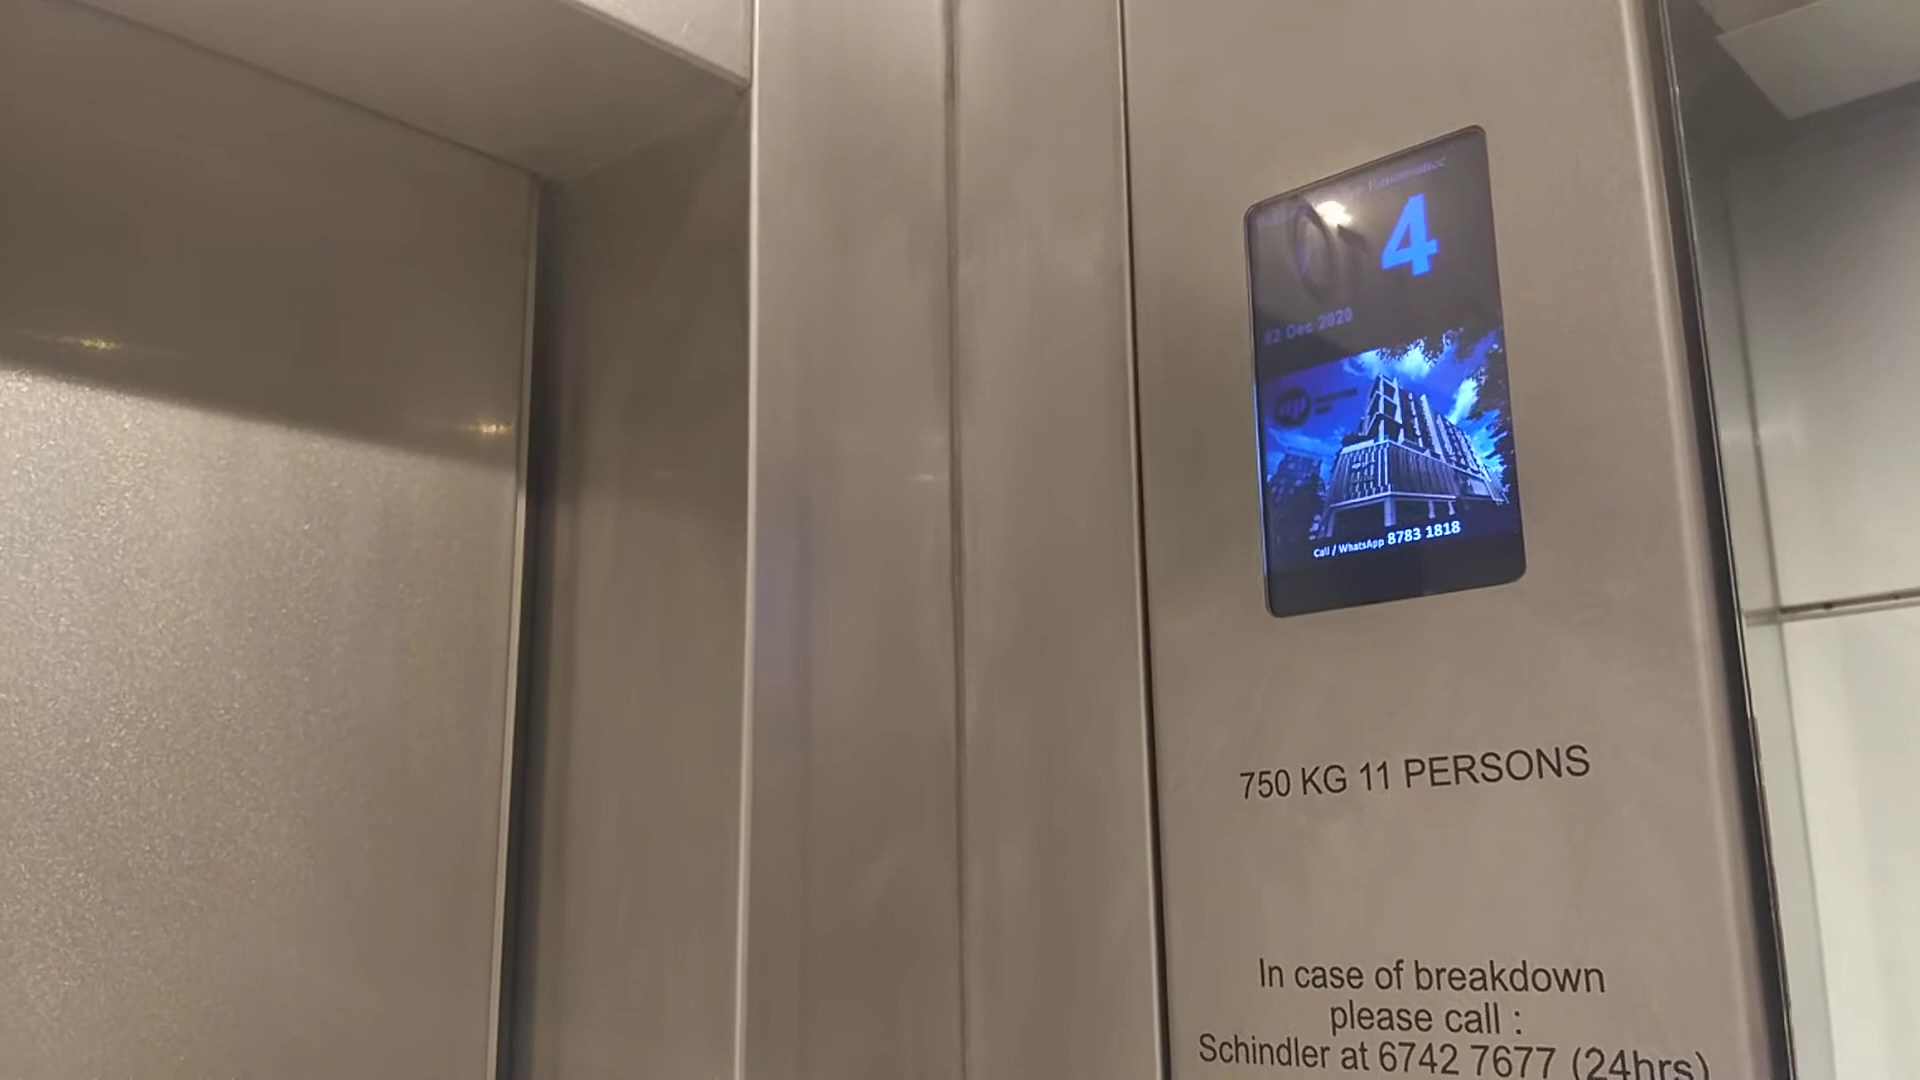 4
02 Dec 2020
Call / WhatsApp 8783 1818
750 KG 11 PERSONS
In case of breakdown
please call :
Schindler at 6742 7677 (24hrs)